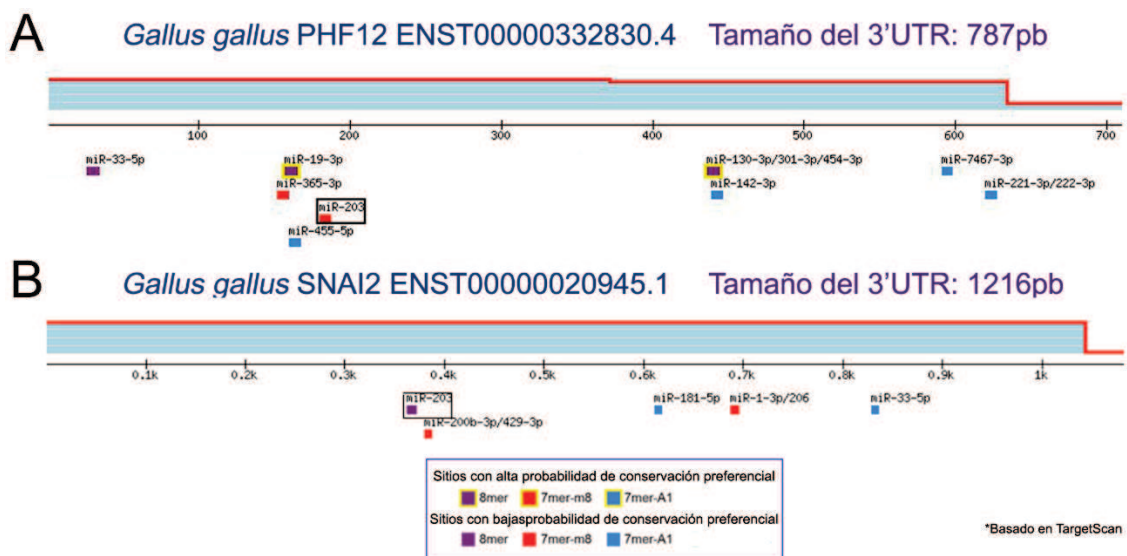 A Gallus gallus PHF12 ENST00000332830.4 Tamaño del 3'UTR: 787pb
100 200 300 400 500 600 700
miR-33-5p miR-19-3p miR-130-3p/301-3p/454-3p miR-7467-3p
miR-365-3p miR-142-3p miR-221-3p/222-3p
miR-203
miR-455-5p
B Gallus gallus SNAI2 ENST00000020945.1 Tamaño del 3'UTR: 1216pb
0.1k 0.2k 0.3k 0.4k 0.5k 0.6k 0.7k 0.8k 0.9k 1k
miR-203 miR-181-5p miR-1-3p/206 miR-33-5p
miR-200b-3p/429-3p
Sitios con alta probabilidad de conservación preferencial
8mer 7mer-m8 7mer-A1
Sitios con bajasprobabilidad de conservación preferencial
8mer 7mer-m8 7mer-A1
*Basado en TargetScan